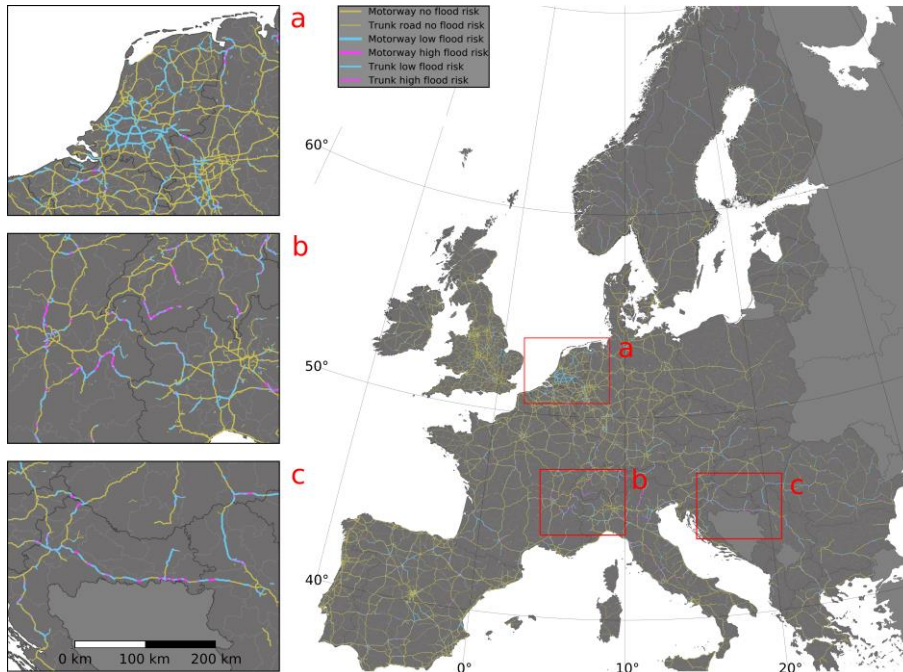 a
Motorway no flood risk
Trunk road no flood risk
Motorway low flood risk
Motorway high flood risk
Trunk low flood risk
Trunk high flood risk
60°
b
50°
a
c
b
c
40°
0 km 100 km 200 km
0°
10°
20°